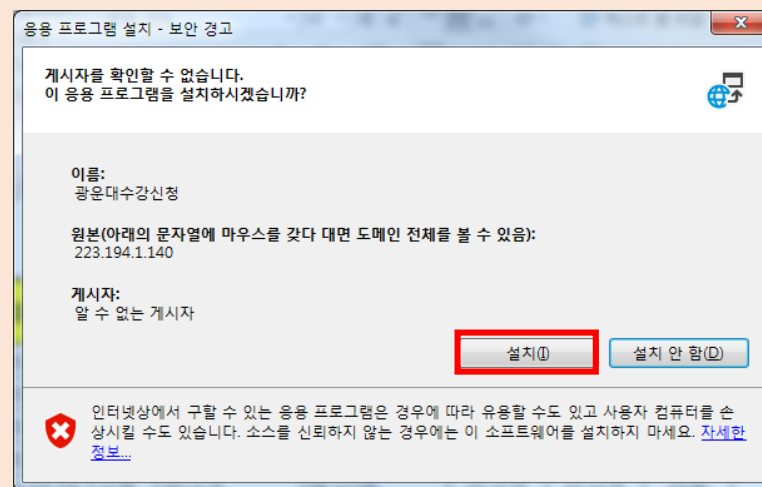 응용 프로그램 설치 - 보안 경고
게시자를 확인할 수 없습니다.
이 응용 프로그램을 설치하시겠습니까?
이름:
광운대수강신청
원본(아래의 문자열에 마우스를 갖다 대면 도메인 전체를 볼 수 있음):
223.194.1.140
게시자:
알 수 없는 게시자
설치(I) 설치 안 함(D)
인터넷상에서 구할 수 있는 응용 프로그램은 경우에 따라 유용할 수도 있고 사용자 컴퓨터를 손
상시킬 수도 있습니다. 소스를 신뢰하지 않는 경우에는 이 소프트웨어를 설치하지 마세요. 자세한
정보...